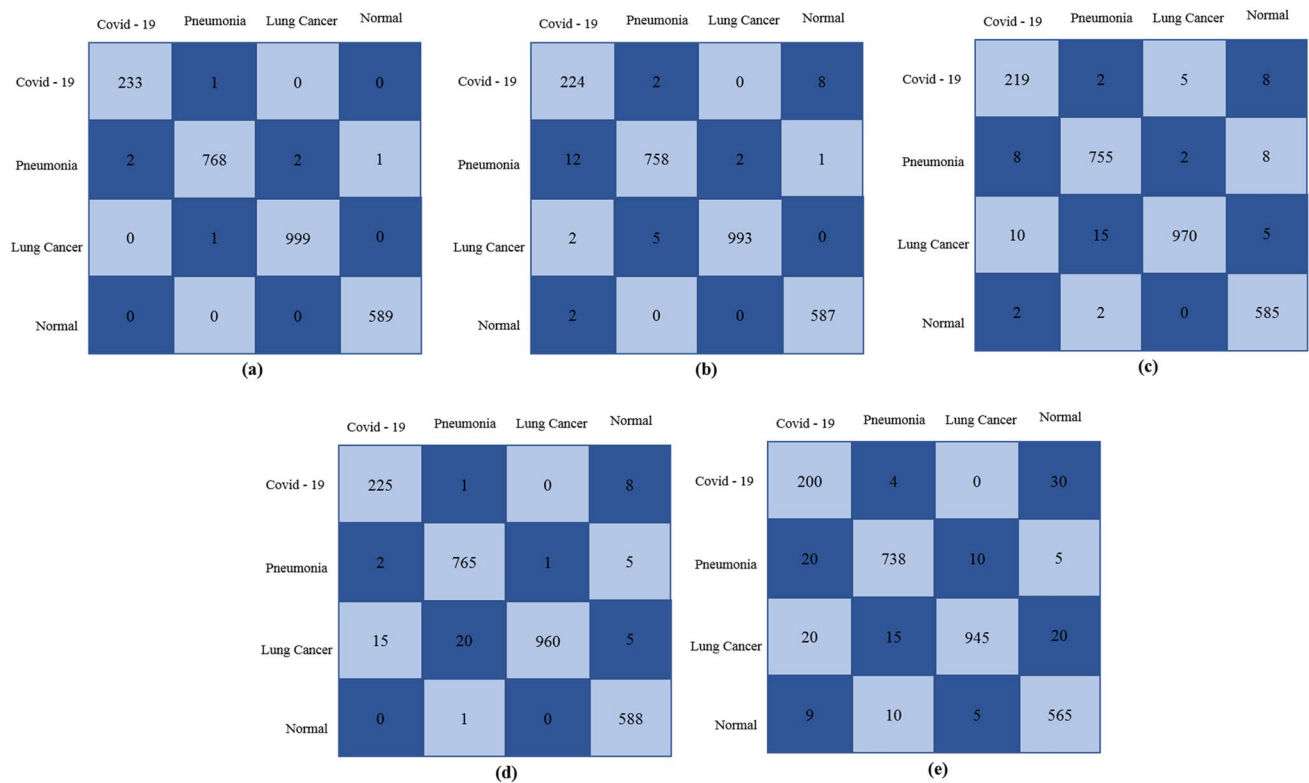 Covid - 19 Pneumonia Lung Cancer Normal
Covid - 19 233 1 0 0
Pneumonia 2 768 2 1
Lung Cancer 0 1 999 0
Normal 0 0 0 589
(a)
Covid - 19 Pneumonia Lung Cancer Normal
Covid - 19 224 2 0 8
Pneumonia 12 758 2 1
Lung Cancer 2 5 993 0
Normal 2 0 0 587
(b)
Covid - 19 Pneumonia Lung Cancer Normal
Covid - 19 219 2 5 8
Pneumonia 8 755 2 8
Lung Cancer 10 15 970 5
Normal 2 2 0 585
(c)
Covid - 19 Pneumonia Lung Cancer Normal
Covid - 19 225 1 0 8
Pneumonia 2 765 1 5
Lung Cancer 15 20 960 5
Normal 0 1 0 588
(d)
Covid - 19 Pneumonia Lung Cancer Normal
Covid - 19 200 4 0 30
Pneumonia 20 738 10 5
Lung Cancer 20 15 945 20
Normal 9 10 5 565
(e)